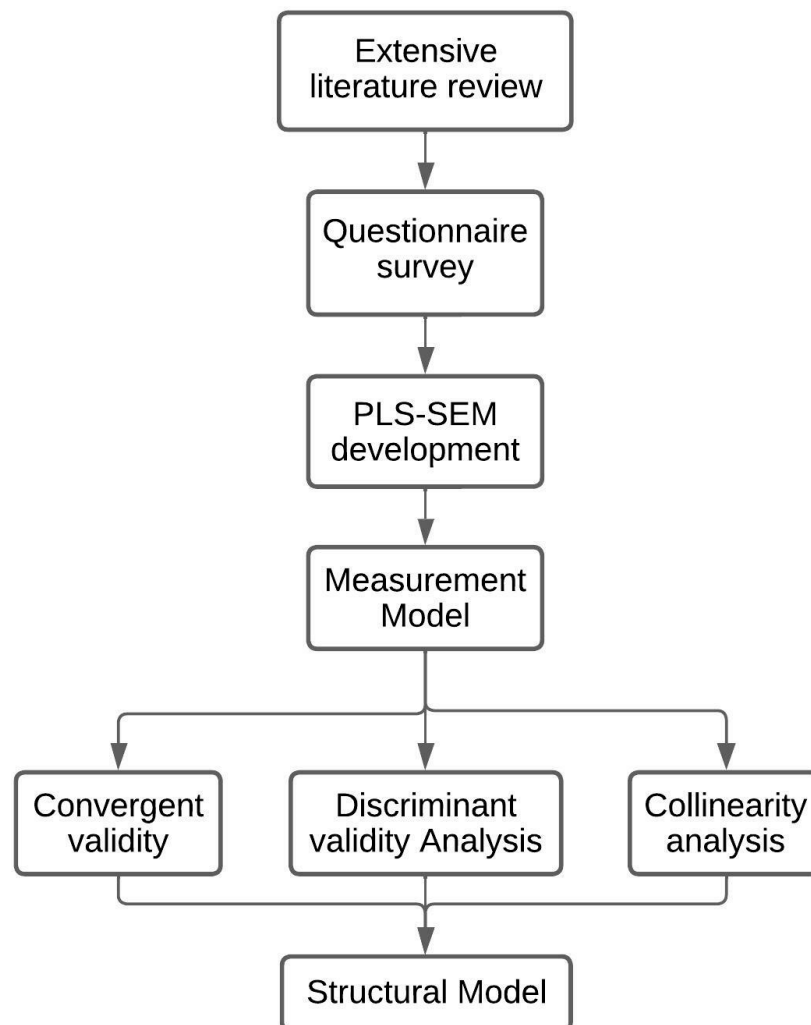 Extensive
literature review
Questionnaire
survey
PLS-SEM
development
Measurement
Model
Convergent
validity
Discriminant
validity Analysis
Collinearity
analysis
Structural Model